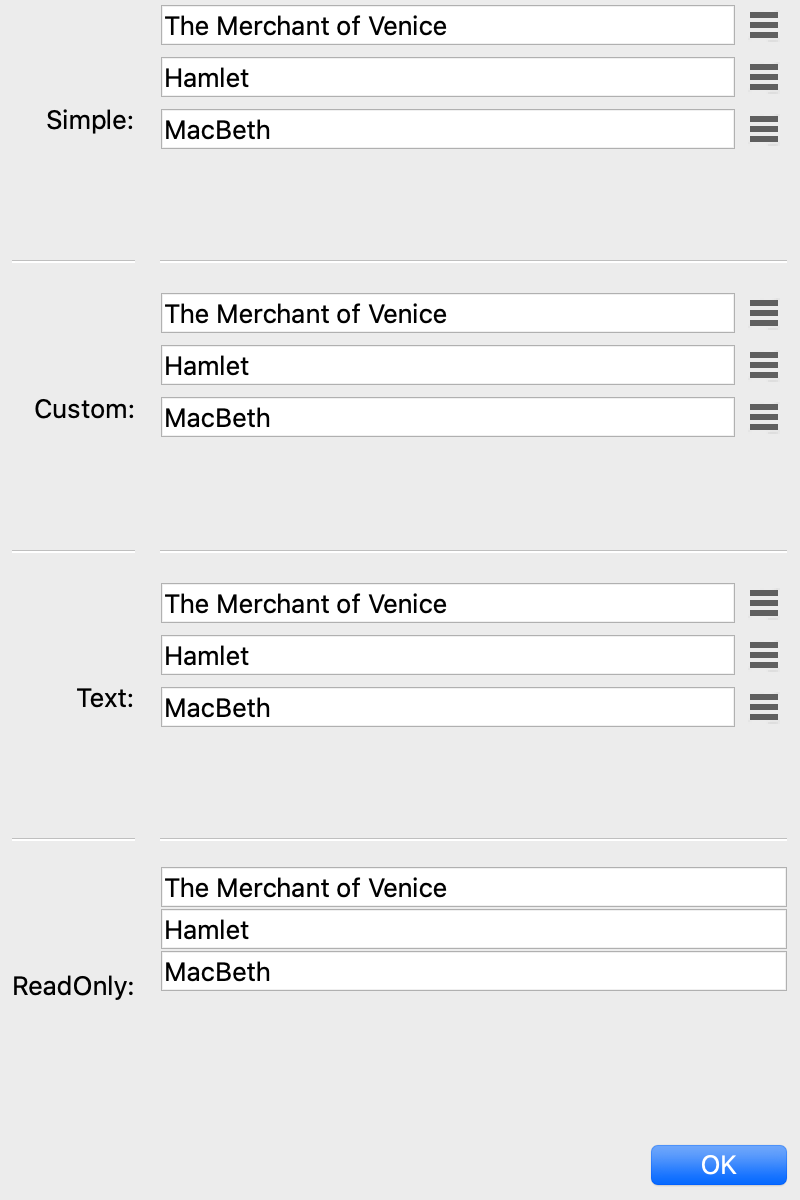 The Merchant of Venice
Hamlet
Simple:
MacBeth
The Merchant of Venice
Hamlet
Custom:
MacBeth
The Merchant of Venice
Hamlet
Text:
MacBeth
The Merchant of Venice
Hamlet
MacBeth
ReadOnly:
OK